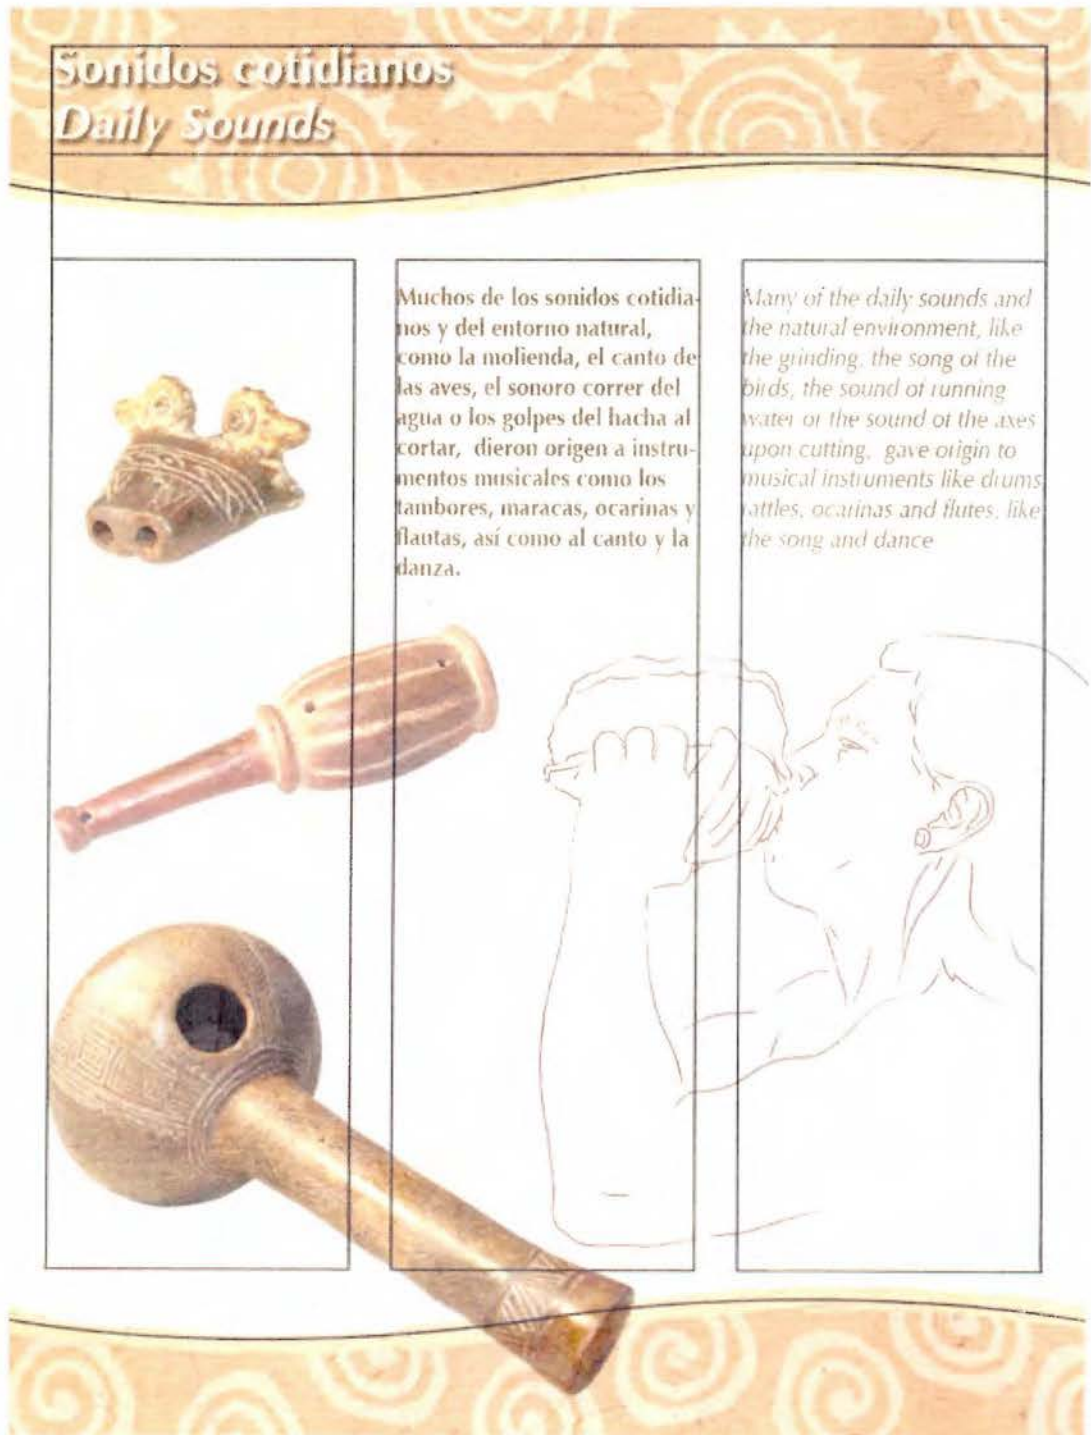 Sonidos cotidianos
Daily Sounds
Muchos de los sonidos cotidia-
nos y del entorno natural,
como la molienda, el canto de
las aves, el sonoro correr del
agua o los golpes del hacha al
cortar, dieron origen a instru-
mentos musicales como los
tambores, maracas, ocarinas y
flautas, así como al canto y la
danza.
Many of the daily sounds and
the natural environment, like
the grinding, the song of the
birds, the sound of running
water or the sound of the axes
upon cutting, gave origin to
musical instruments like drums
rattles, ocarinas and flutes, like
the song and dance